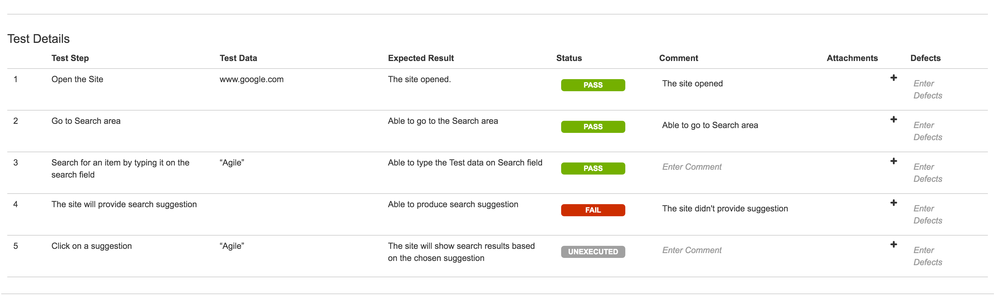 Test Details
Test Step Test Data Expected Result Status Comment Attachments Defects
1 Open the Site www.google.com The site opened. PASS The site opened + Enter
Defects
2 Go to Search area Able to go to the Search area PASS Able to go to Search area + Enter
Defects
3 Search for an item by typing it on the “Agile” Able to type the Test data on Search field PASS Enter Comment + Enter
search field Defects
4 The site will provide search suggestion Able to produce search suggestion FAIL The site didn't provide suggestion + Enter
Defects
5 Click on a suggestion “Agile” The site will show search results based UNEXECUTED Enter Comment + Enter
on the chosen suggestion Defects